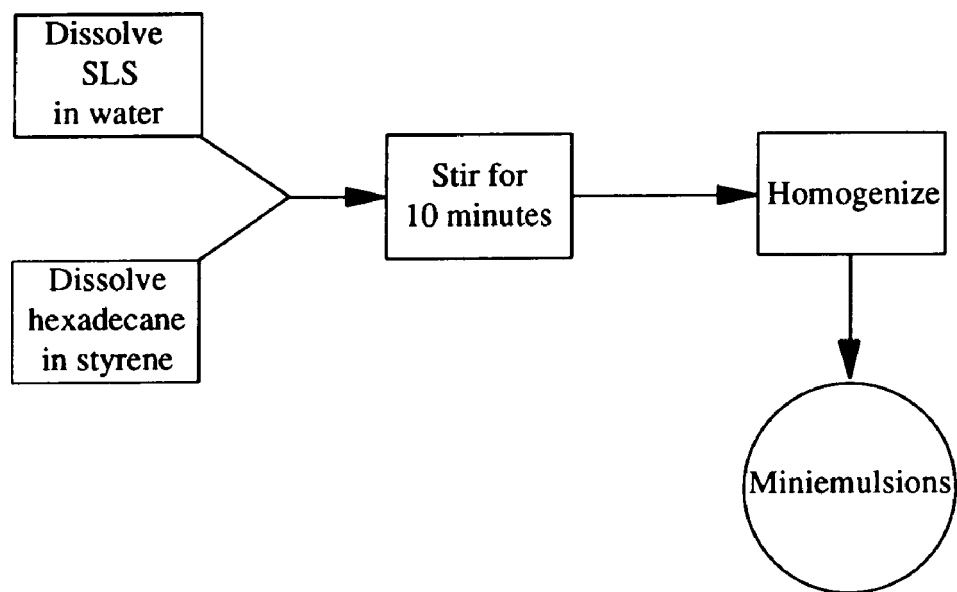 Dissolve
SLS
in water
Dissolve
hexadecane
in styrene
Stir for
10 minutes
Homogenize
Miniemulsions